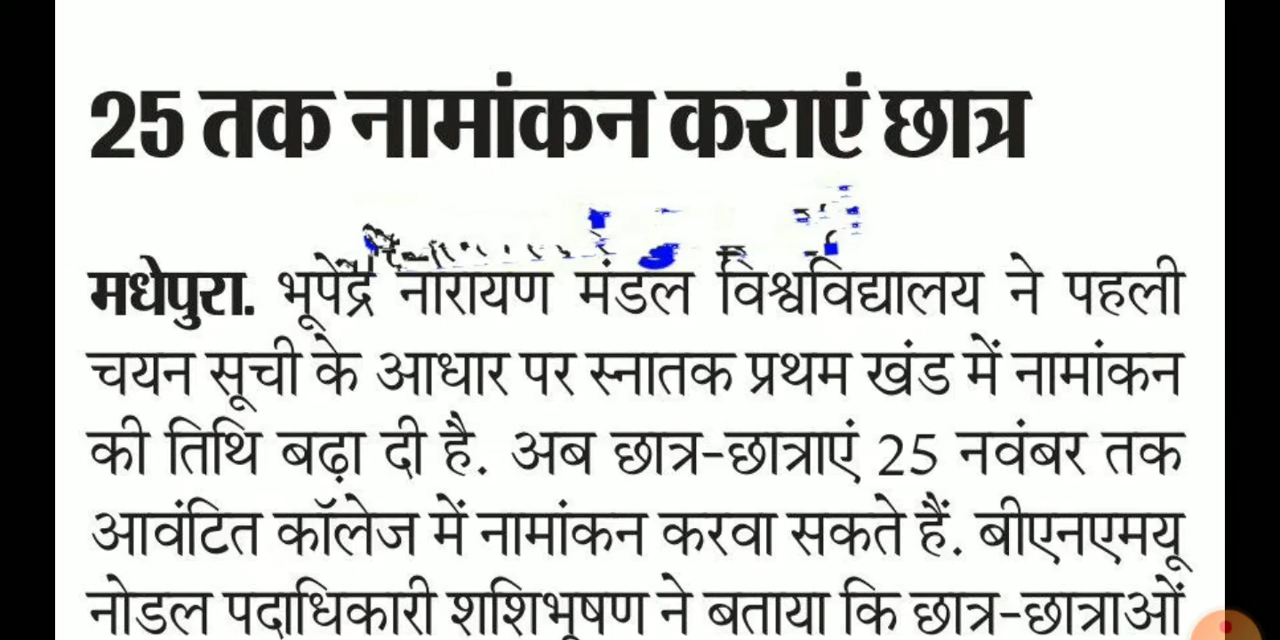 25 तक नामांकन कराएं छात्र
मधेपुरा. भूपेंद्र नारायण मंडल विश्वविद्यालय ने पहली
चयन सूची के आधार पर स्नातक प्रथम खंड में नामांकन
की तिथि बढ़ा दी है. अब छात्र-छात्राएं 25 नवंबर तक
आवंटित कॉलेज में नामांकन करवा सकते हैं. बीएनएमयू
नोडल पदाधिकारी शशिभूषण ने बताया कि छात्र-छात्राओं